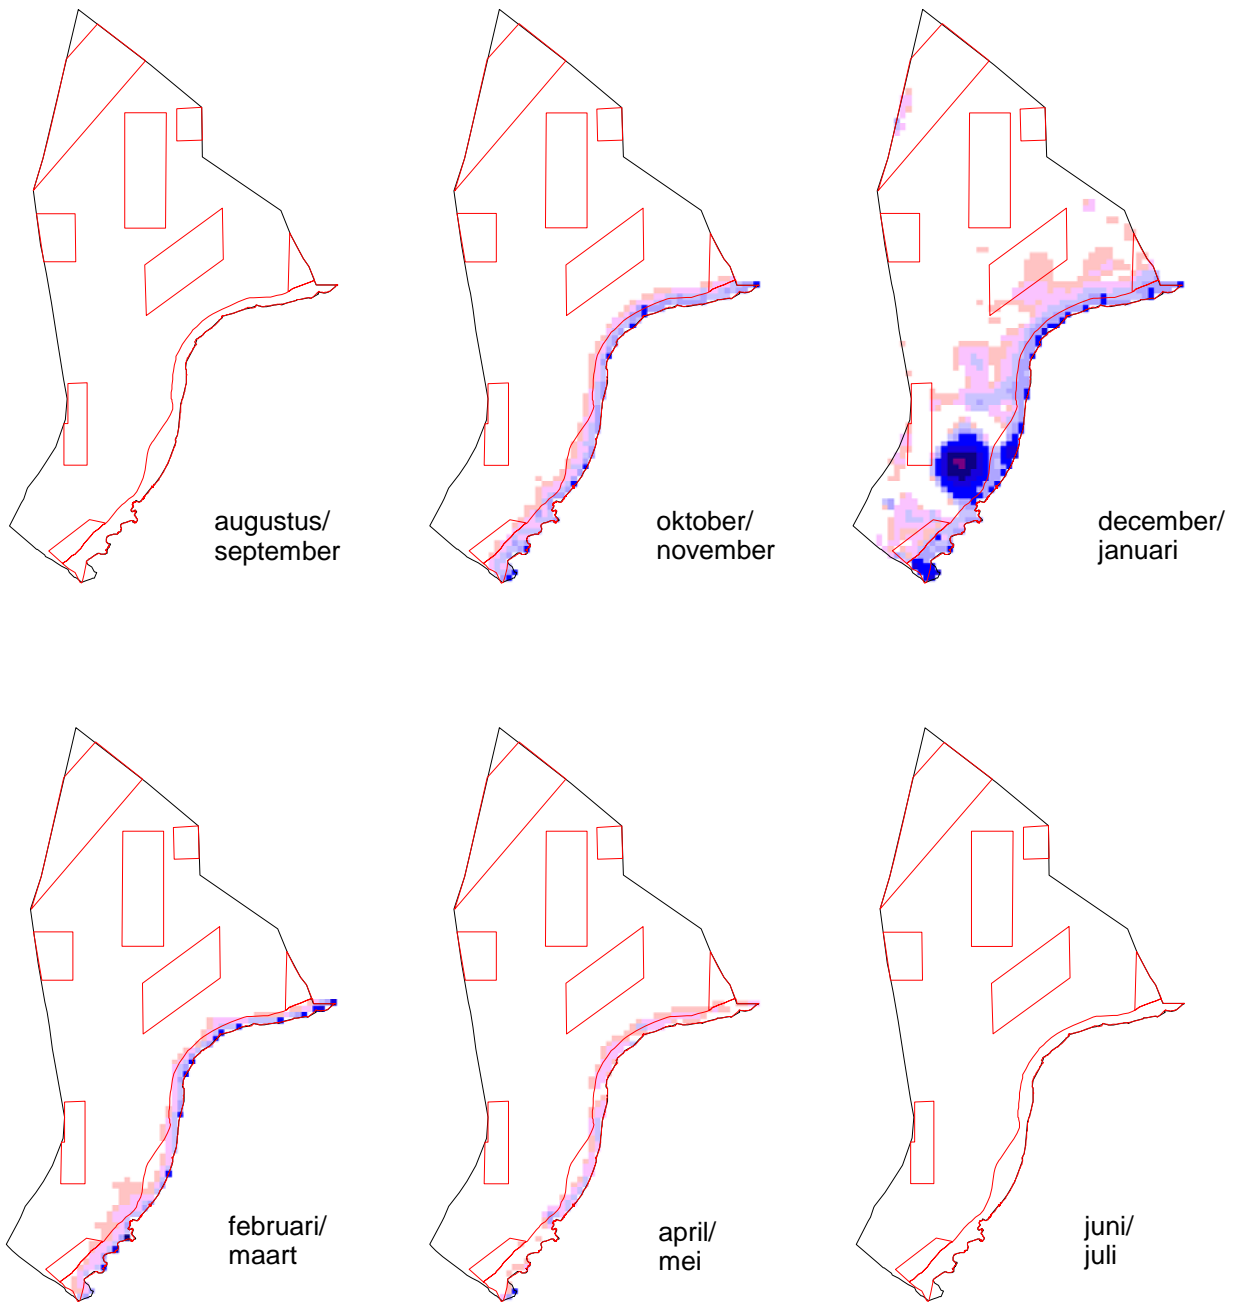 augustus/
september
oktober/
november
december/
januari
februari/
maart
april/
mei
juni/
juli